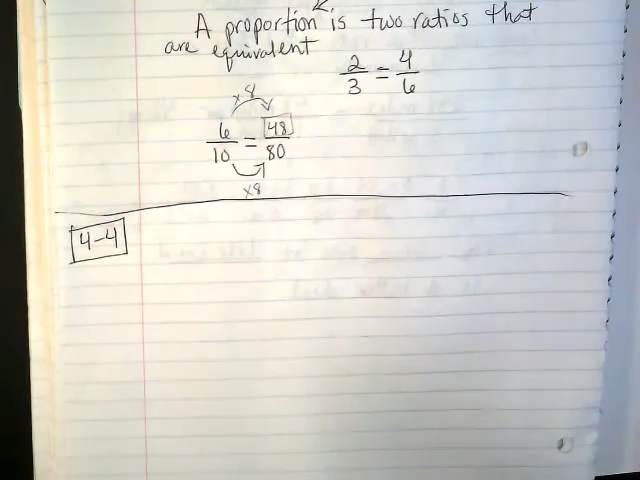 A proportion is two ratios that
are equivalent
2/3 = 4/6
x8
6/10 = 48/80
x8
4-4